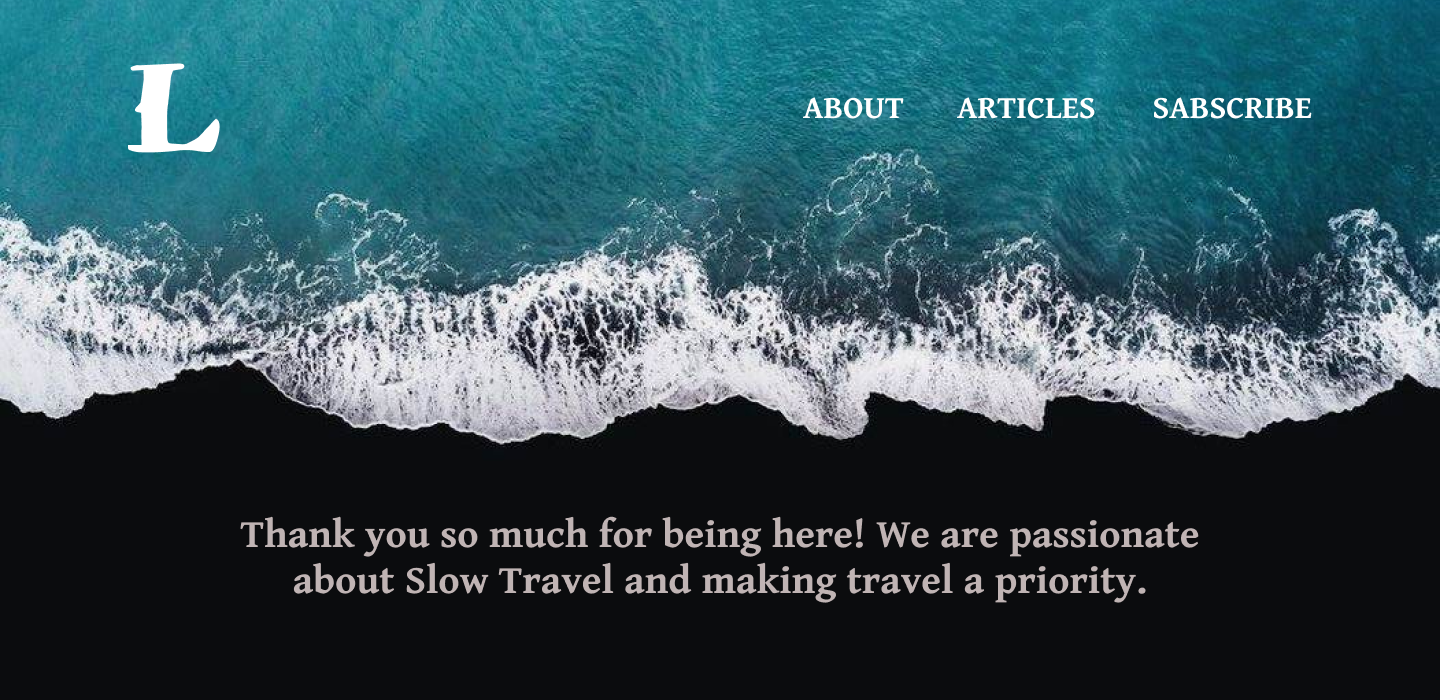 L
ABOUT ARTICLES SABSCRIBE
Thank you so much for being here! We are passionate
about Slow Travel and making travel a priority.